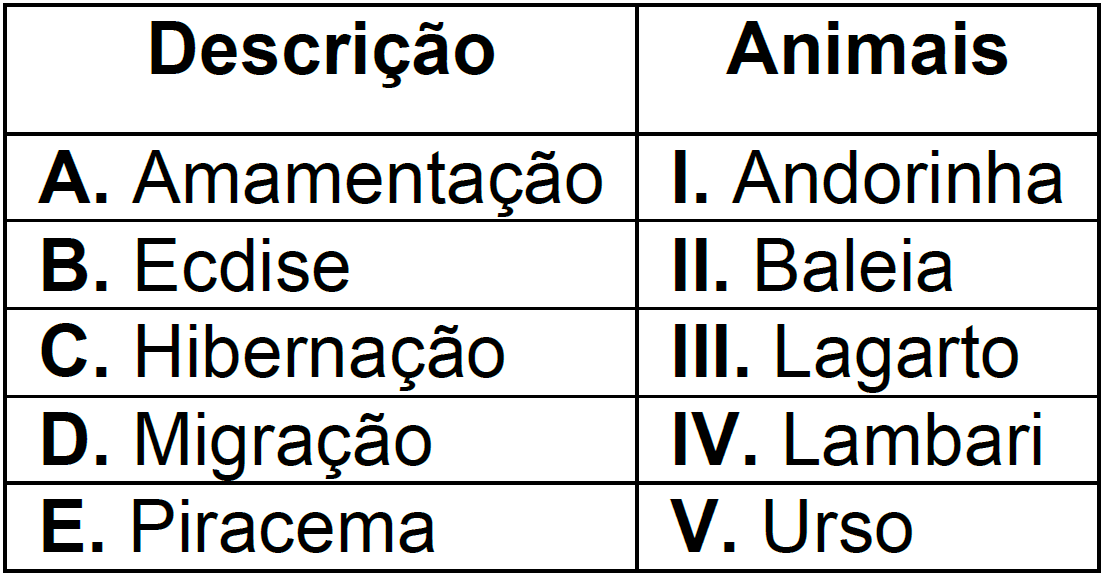 Descrição Animais
A. Amamentação I. Andorinha
B. Ecdise II. Baleia
C. Hibernação III. Lagarto
D. Migração IV. Lambari
E. Piracema V. Urso